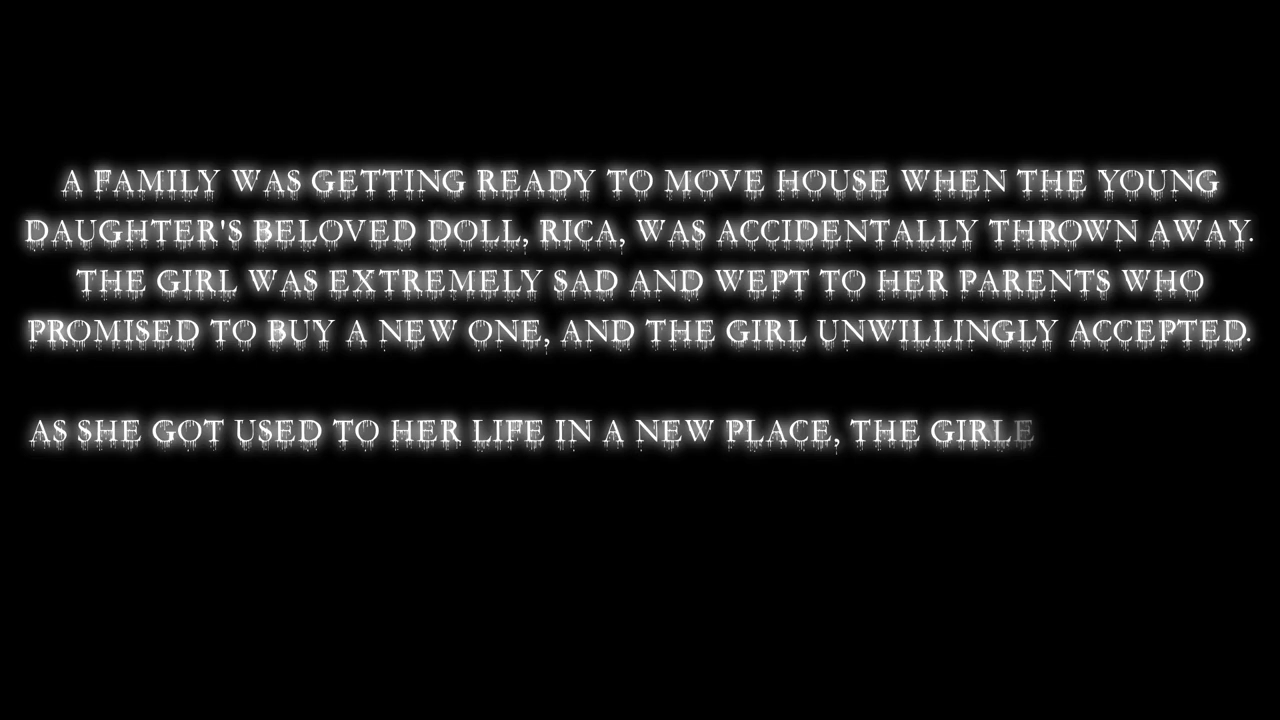 A FAMILY WAS GETTING READY TO MOVE HOUSE WHEN THE YOUNG
DAUGHTER'S BELOVED DOLL, RICA, WAS ACCIDENTALLY THROWN AWAY.
THE GIRL WAS EXTREMELY SAD AND WEPT TO HER PARENTS WHO
PROMISED TO BUY A NEW ONE, AND THE GIRL UNWILLINGLY ACCEPTED.
AS SHE GOT USED TO HER LIFE IN A NEW PLACE, THE GIRL